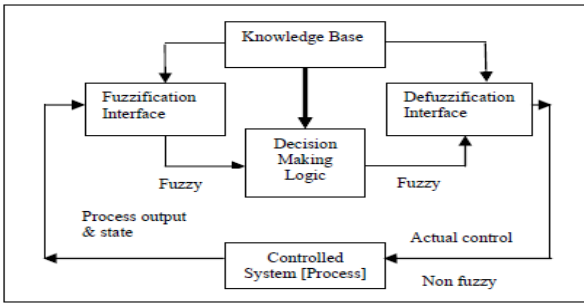 Knowledge Base
Fuzzification
Interface
Defuzzification
Interface
Decision
Making
Logic
Fuzzy
Fuzzy
Process output
& state
Actual control
Controlled
System [Process]
Non fuzzy